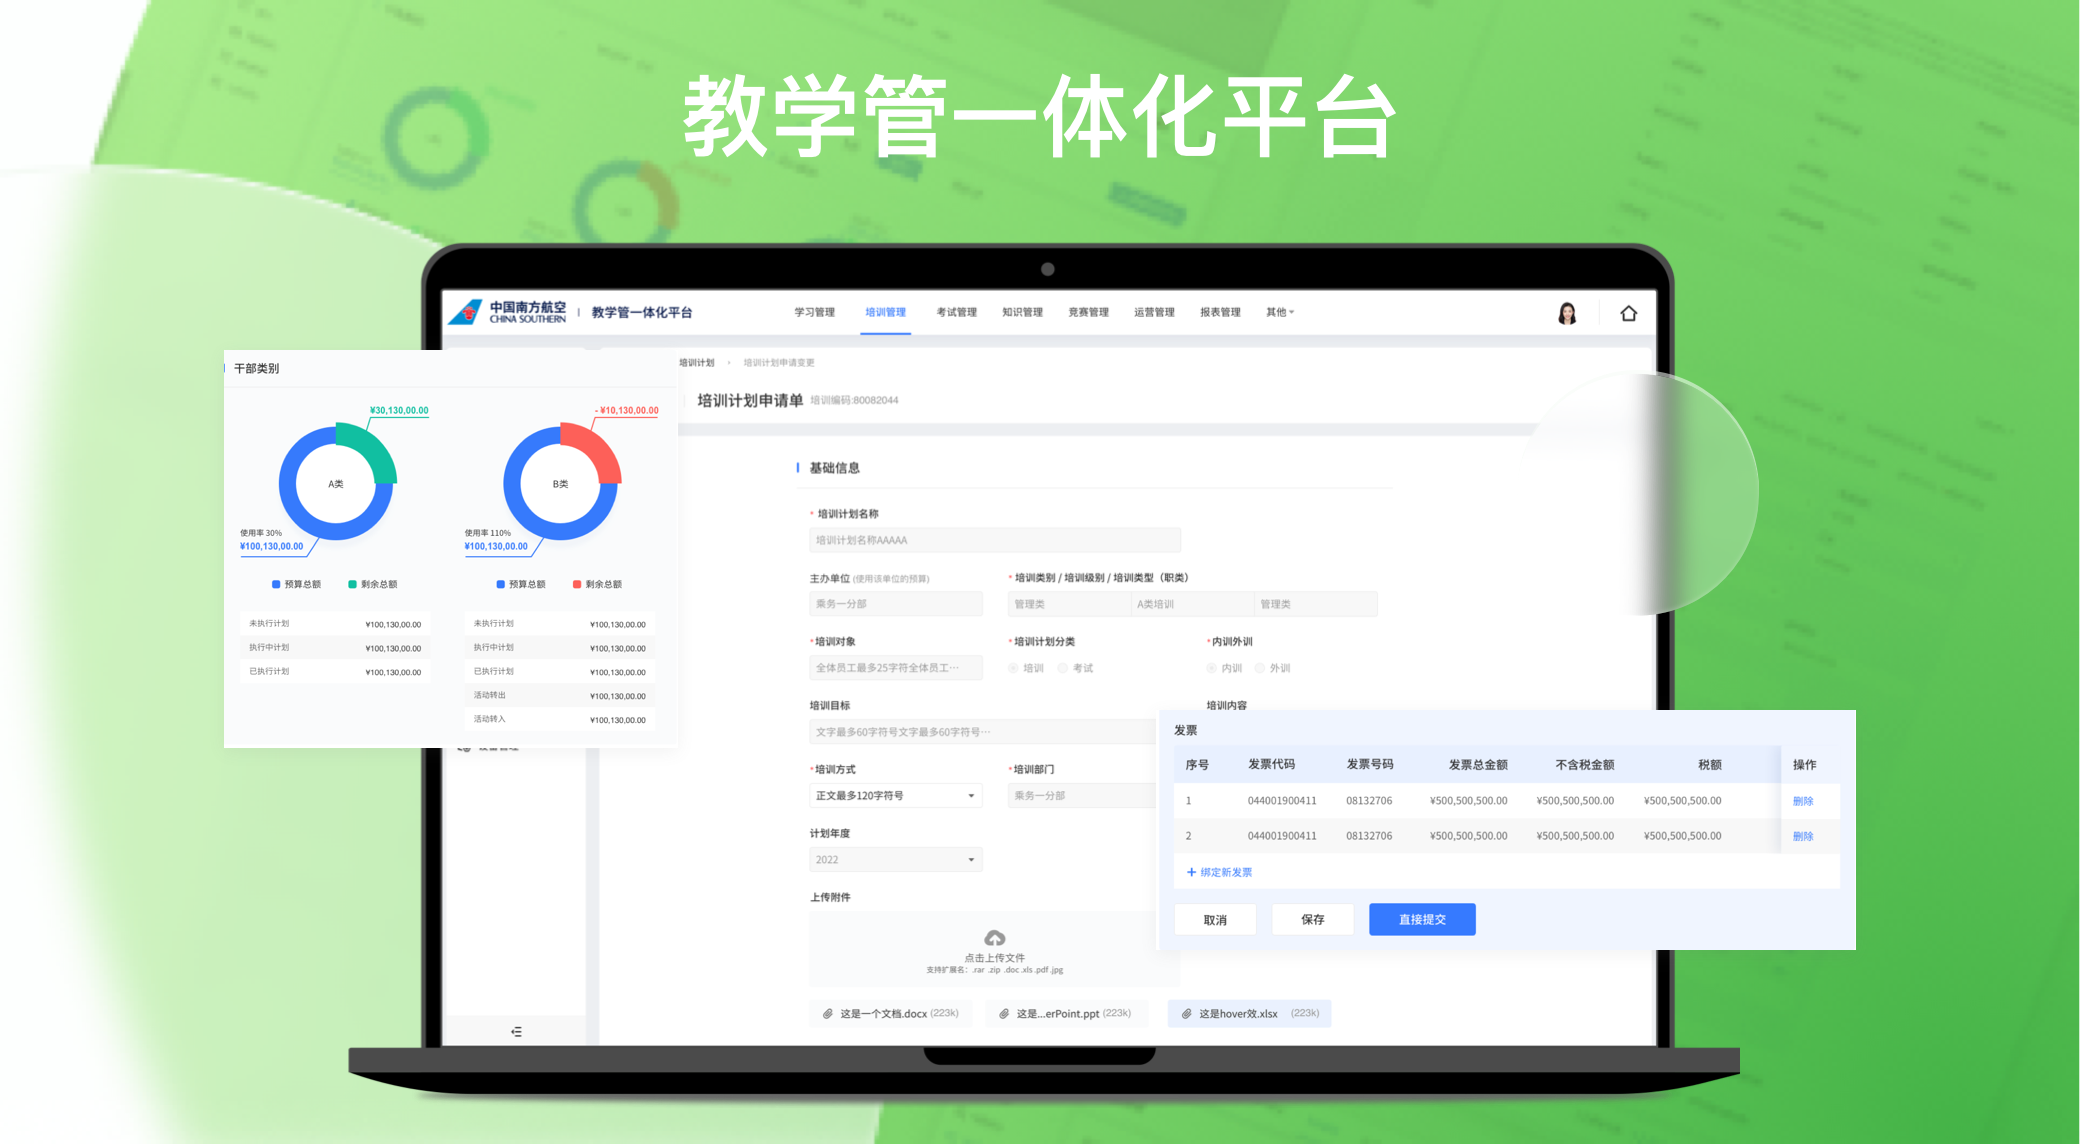 教学管一体化平台
中国南方航空
CHINA SOUTHERN
教学管一体化平台
学习管理 培训管理 考试管理 知识管理 竞赛管理 运营管理 报表管理 其他
培训计划 培训计划申请变更
培训计划申请单 培训编码:80082044
干部类别
¥30,130,00.00
A类
使用率 30%
¥100,130,00.00
预算总额 剩余总额
未执行计划 ¥100,130,00.00
执行中计划 ¥100,130,00.00
已执行计划 ¥100,130,00.00
- ¥10,130,00.00
B类
使用率 110%
¥100,130,00.00
预算总额 剩余总额
未执行计划 ¥100,130,00.00
执行中计划 ¥100,130,00.00
已执行计划 ¥100,130,00.00
活动转出 ¥100,130,00.00
活动转入 ¥100,130,00.00
基础信息
* 培训计划名称
培训计划名称AAAAA
主办单位 (使用该单位的预算) * 培训类别 / 培训级别 / 培训类型（职类）
乘务一分部 管理类 A类培训 管理类
*培训对象 *培训计划分类 *内训外训
全体员工最多25字符全体员工··· 培训 考试 内训 外训
培训目标 培训内容
文字最多60字符号文字最多60字符号···
*培训方式 *培训部门
正文最多120字符号 乘务一分部
计划年度
2022
上传附件
点击上传文件
支持扩展名：.rar .zip .doc .xls .pdf .jpg
这是一个文档.docx (223k) 这是...erPoint.ppt (223k) 这是hover效.xlsx (223k)
发票
序号 发票代码 发票号码 发票总金额 不含税金额 税额 操作
1 044001900411 08132706 ¥500,500,500.00 ¥500,500,500.00 ¥500,500,500.00 删除
2 044001900411 08132706 ¥500,500,500.00 ¥500,500,500.00 ¥500,500,500.00 删除
+ 绑定新发票
取消 保存 直接提交